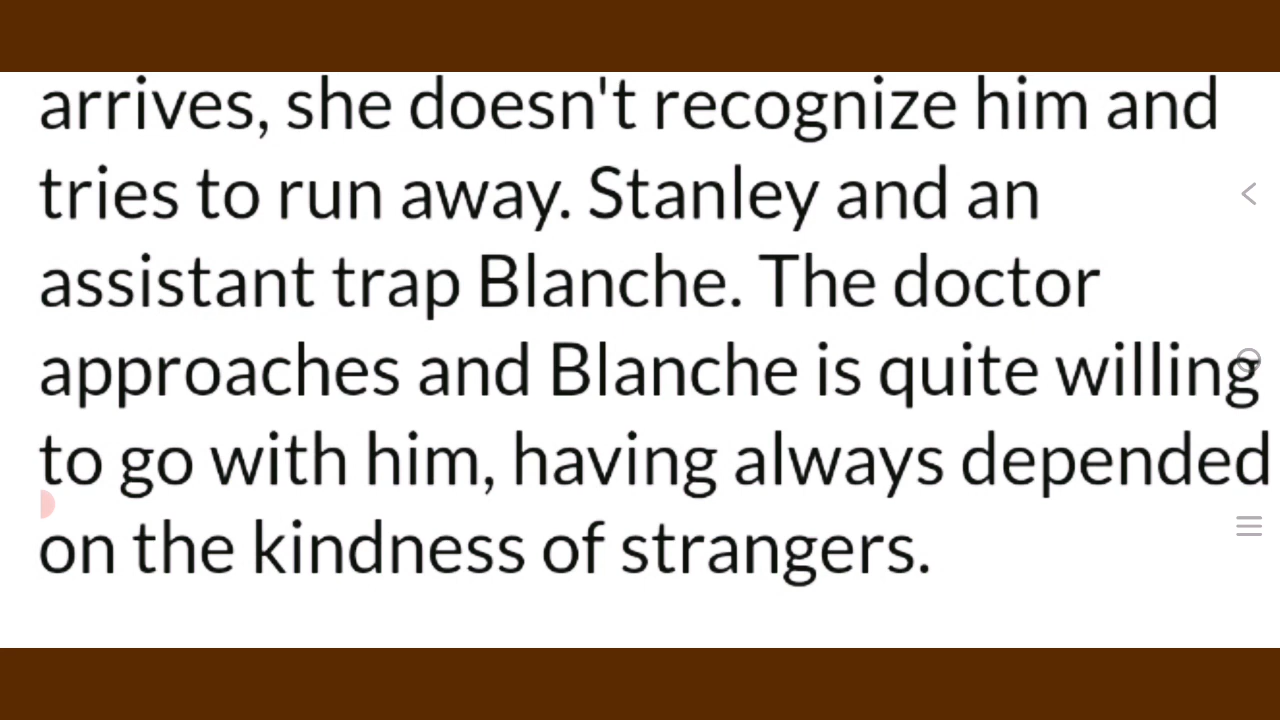 arrives, she doesn't recognize him and
tries to run away. Stanley and an
assistant trap Blanche. The doctor
approaches and Blanche is quite willing
to go with him, having always depended
on the kindness of strangers.